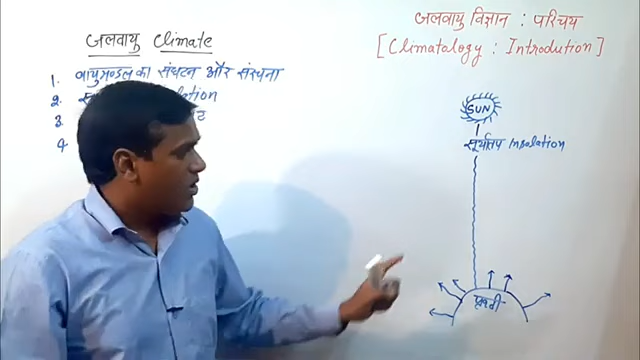 जलवायु विज्ञान : परिचय
[Climatology : Introdution]
जलवायु Climate
1. वायुमण्डल का संघटन और संरचना
2. lation
3
4
SUN
सूर्यातप Insolation
पृथ्वी